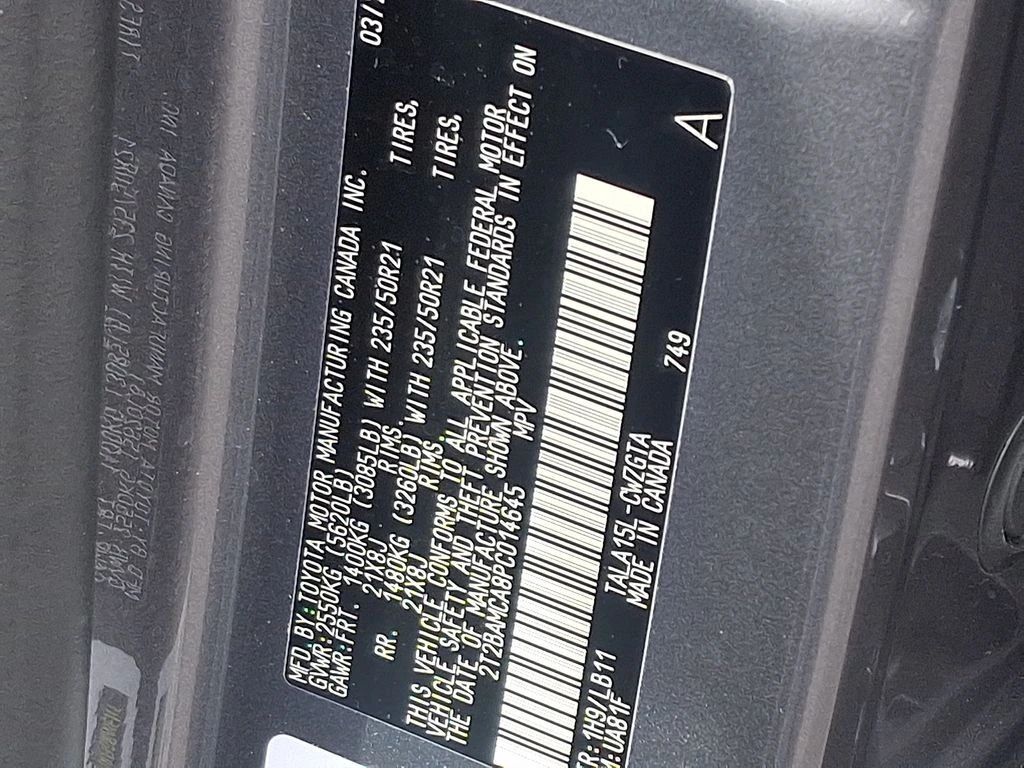 MFD.BY:TOYOTA MOTOR MANUFACTURING CANADA INC. 03/
GVWR:2550KG (5620LB)
GAWR:FRT. 1400KG (3085LB) WITH 235/50R21 TIRES,
21X8J RIMS.
RR. 1480KG (3260LB) WITH 235/50R21 TIRES,
21X8J RIMS.
THIS VEHICLE CONFORMS TO ALL APPLICABLE FEDERAL MOTOR
VEHICLE SAFETY AND THEFT PREVENTION STANDARDS IN EFFECT ON
THE DATE OF MANUFACTURE SHOWN ABOVE.
2T2BAMCA8PC014645 MPV
R:1H9/LB11 TALA15L-CWZGTA 749 A
:UAB1F MADE IN CANADA